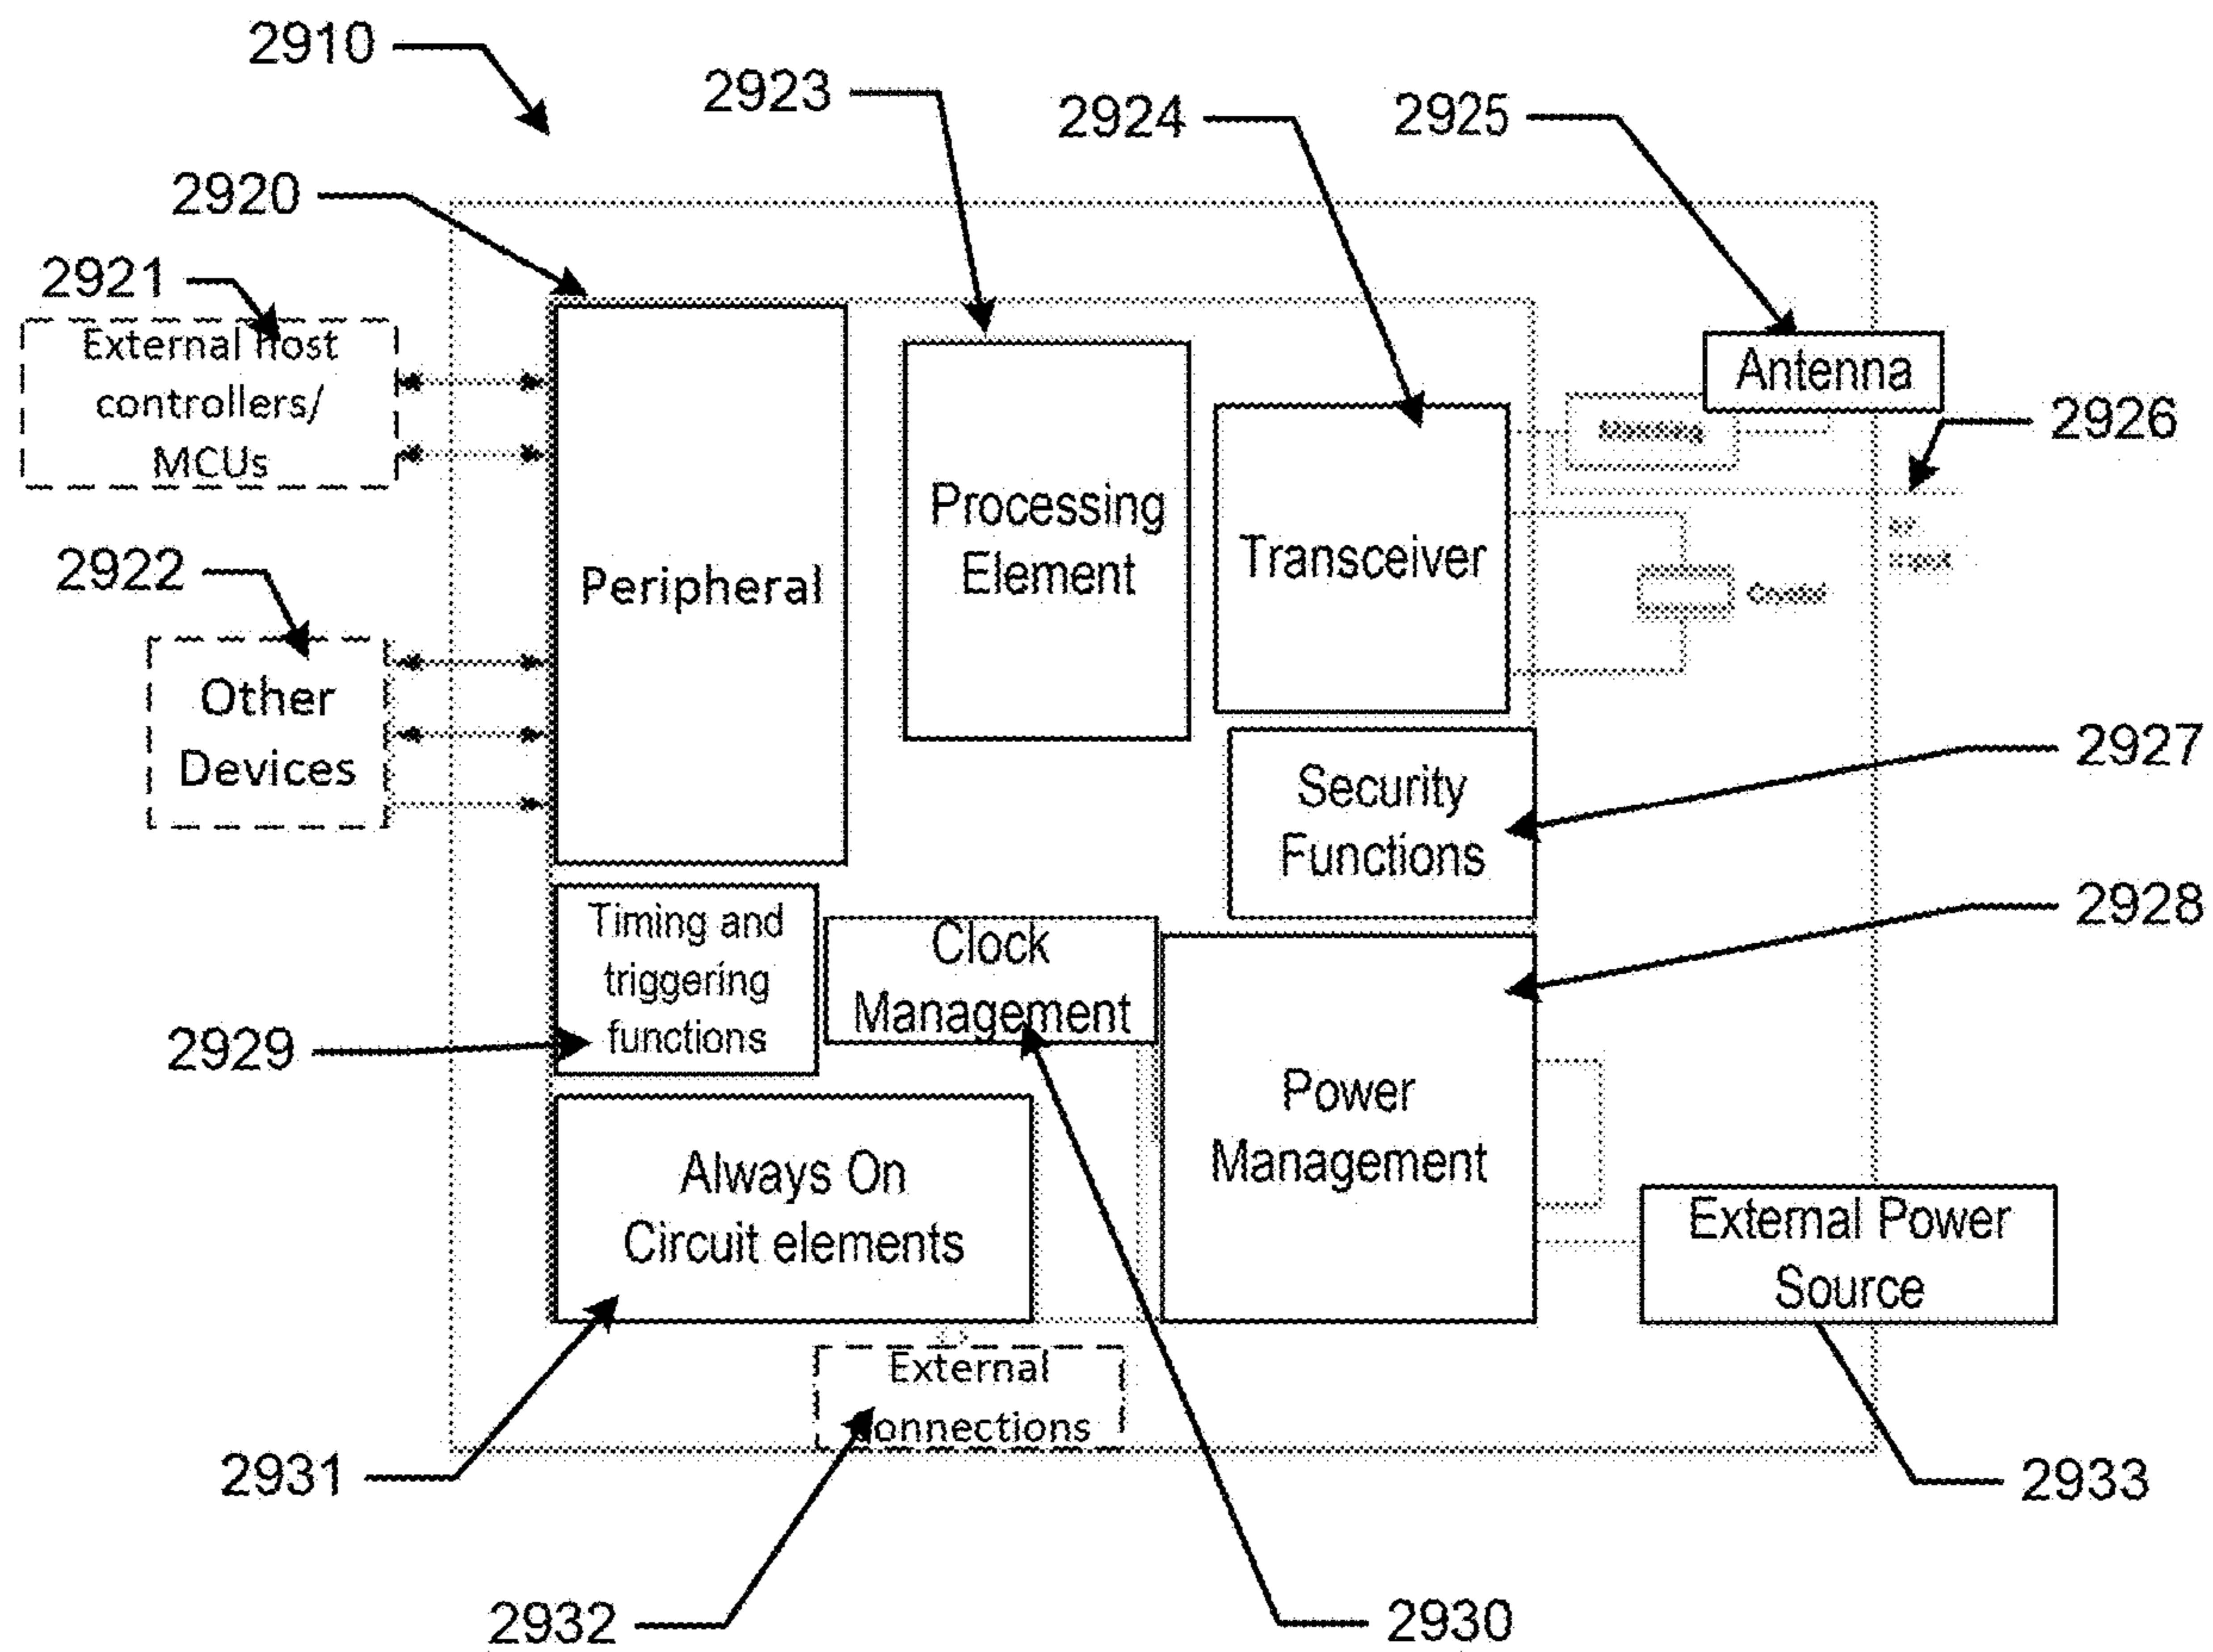 2910
2923
2924
2925
2920
2921
External host
controllers/
MCUs
Antenna
2926
Processing
Element
Transceiver
Peripheral
2922
Other
Devices
2927
Security
Functions
2928
Timing and
triggering
functions
Clock
Management
2929
Power
Management
Always On
Circuit elements
External Power
Source
External
Connections
2931
2933
2932
2930